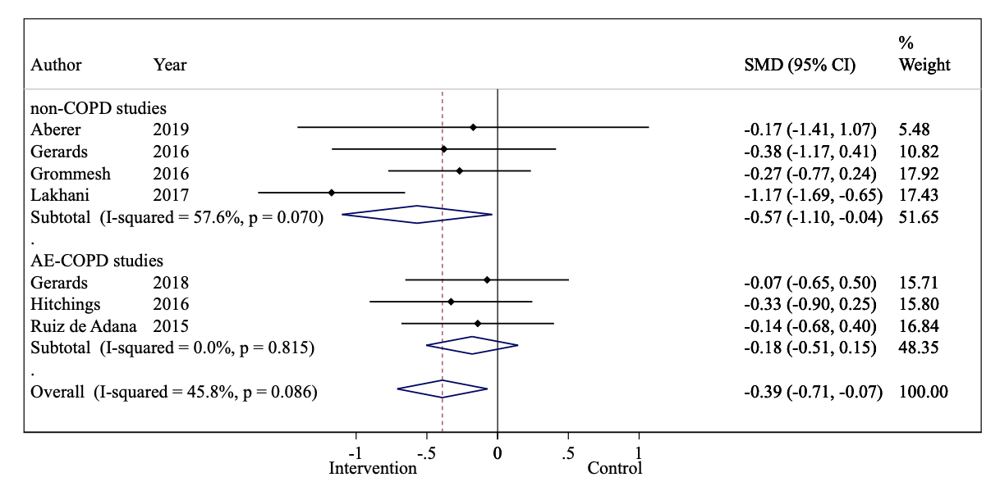 %
Author Year SMD (95% CI) Weight
non-COPD studies
Aberer 2019 -0.17 (-1.41, 1.07) 5.48
Gerards 2016 -0.38 (-1.17, 0.41) 10.82
Grommesh 2016 -0.27 (-0.77, 0.24) 17.92
Lakhani 2017 -1.17 (-1.69, -0.65) 17.43
Subtotal (I-squared = 57.6%, p = 0.070) -0.57 (-1.10, -0.04) 51.65
.
AE-COPD studies
Gerards 2018 -0.07 (-0.65, 0.50) 15.71
Hitchings 2016 -0.33 (-0.90, 0.25) 15.80
Ruiz de Adana 2015 -0.14 (-0.68, 0.40) 16.84
Subtotal (I-squared = 0.0%, p = 0.815) -0.18 (-0.51, 0.15) 48.35
.
Overall (I-squared = 45.8%, p = 0.086) -0.39 (-0.71, -0.07) 100.00
-1 -.5 0 .5 1
Intervention Control